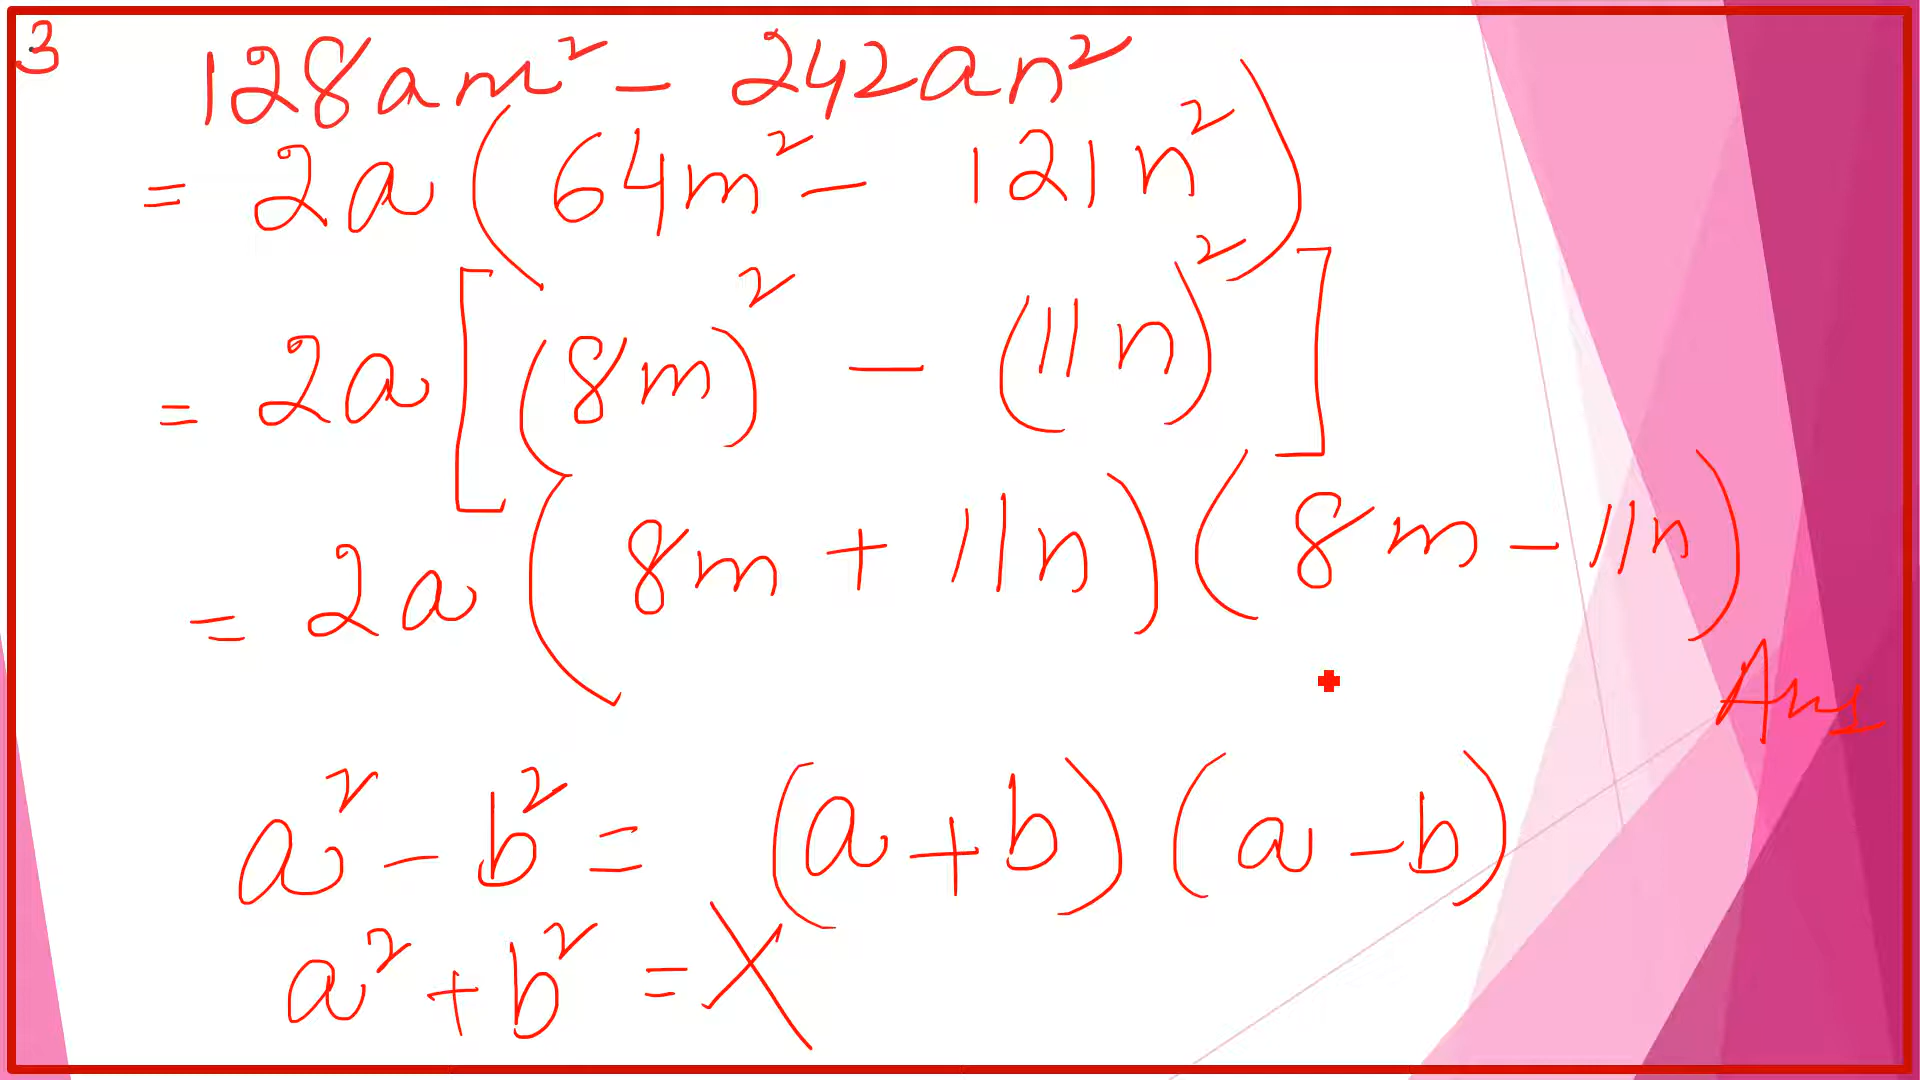 3
128am² - 242an²
= 2a (64m² - 121n²)
= 2a [(8m)² - (11n)²]
= 2a (8m + 11n) (8m - 11n)
Ans
a² - b² = (a + b) (a - b)
a² + b² = X